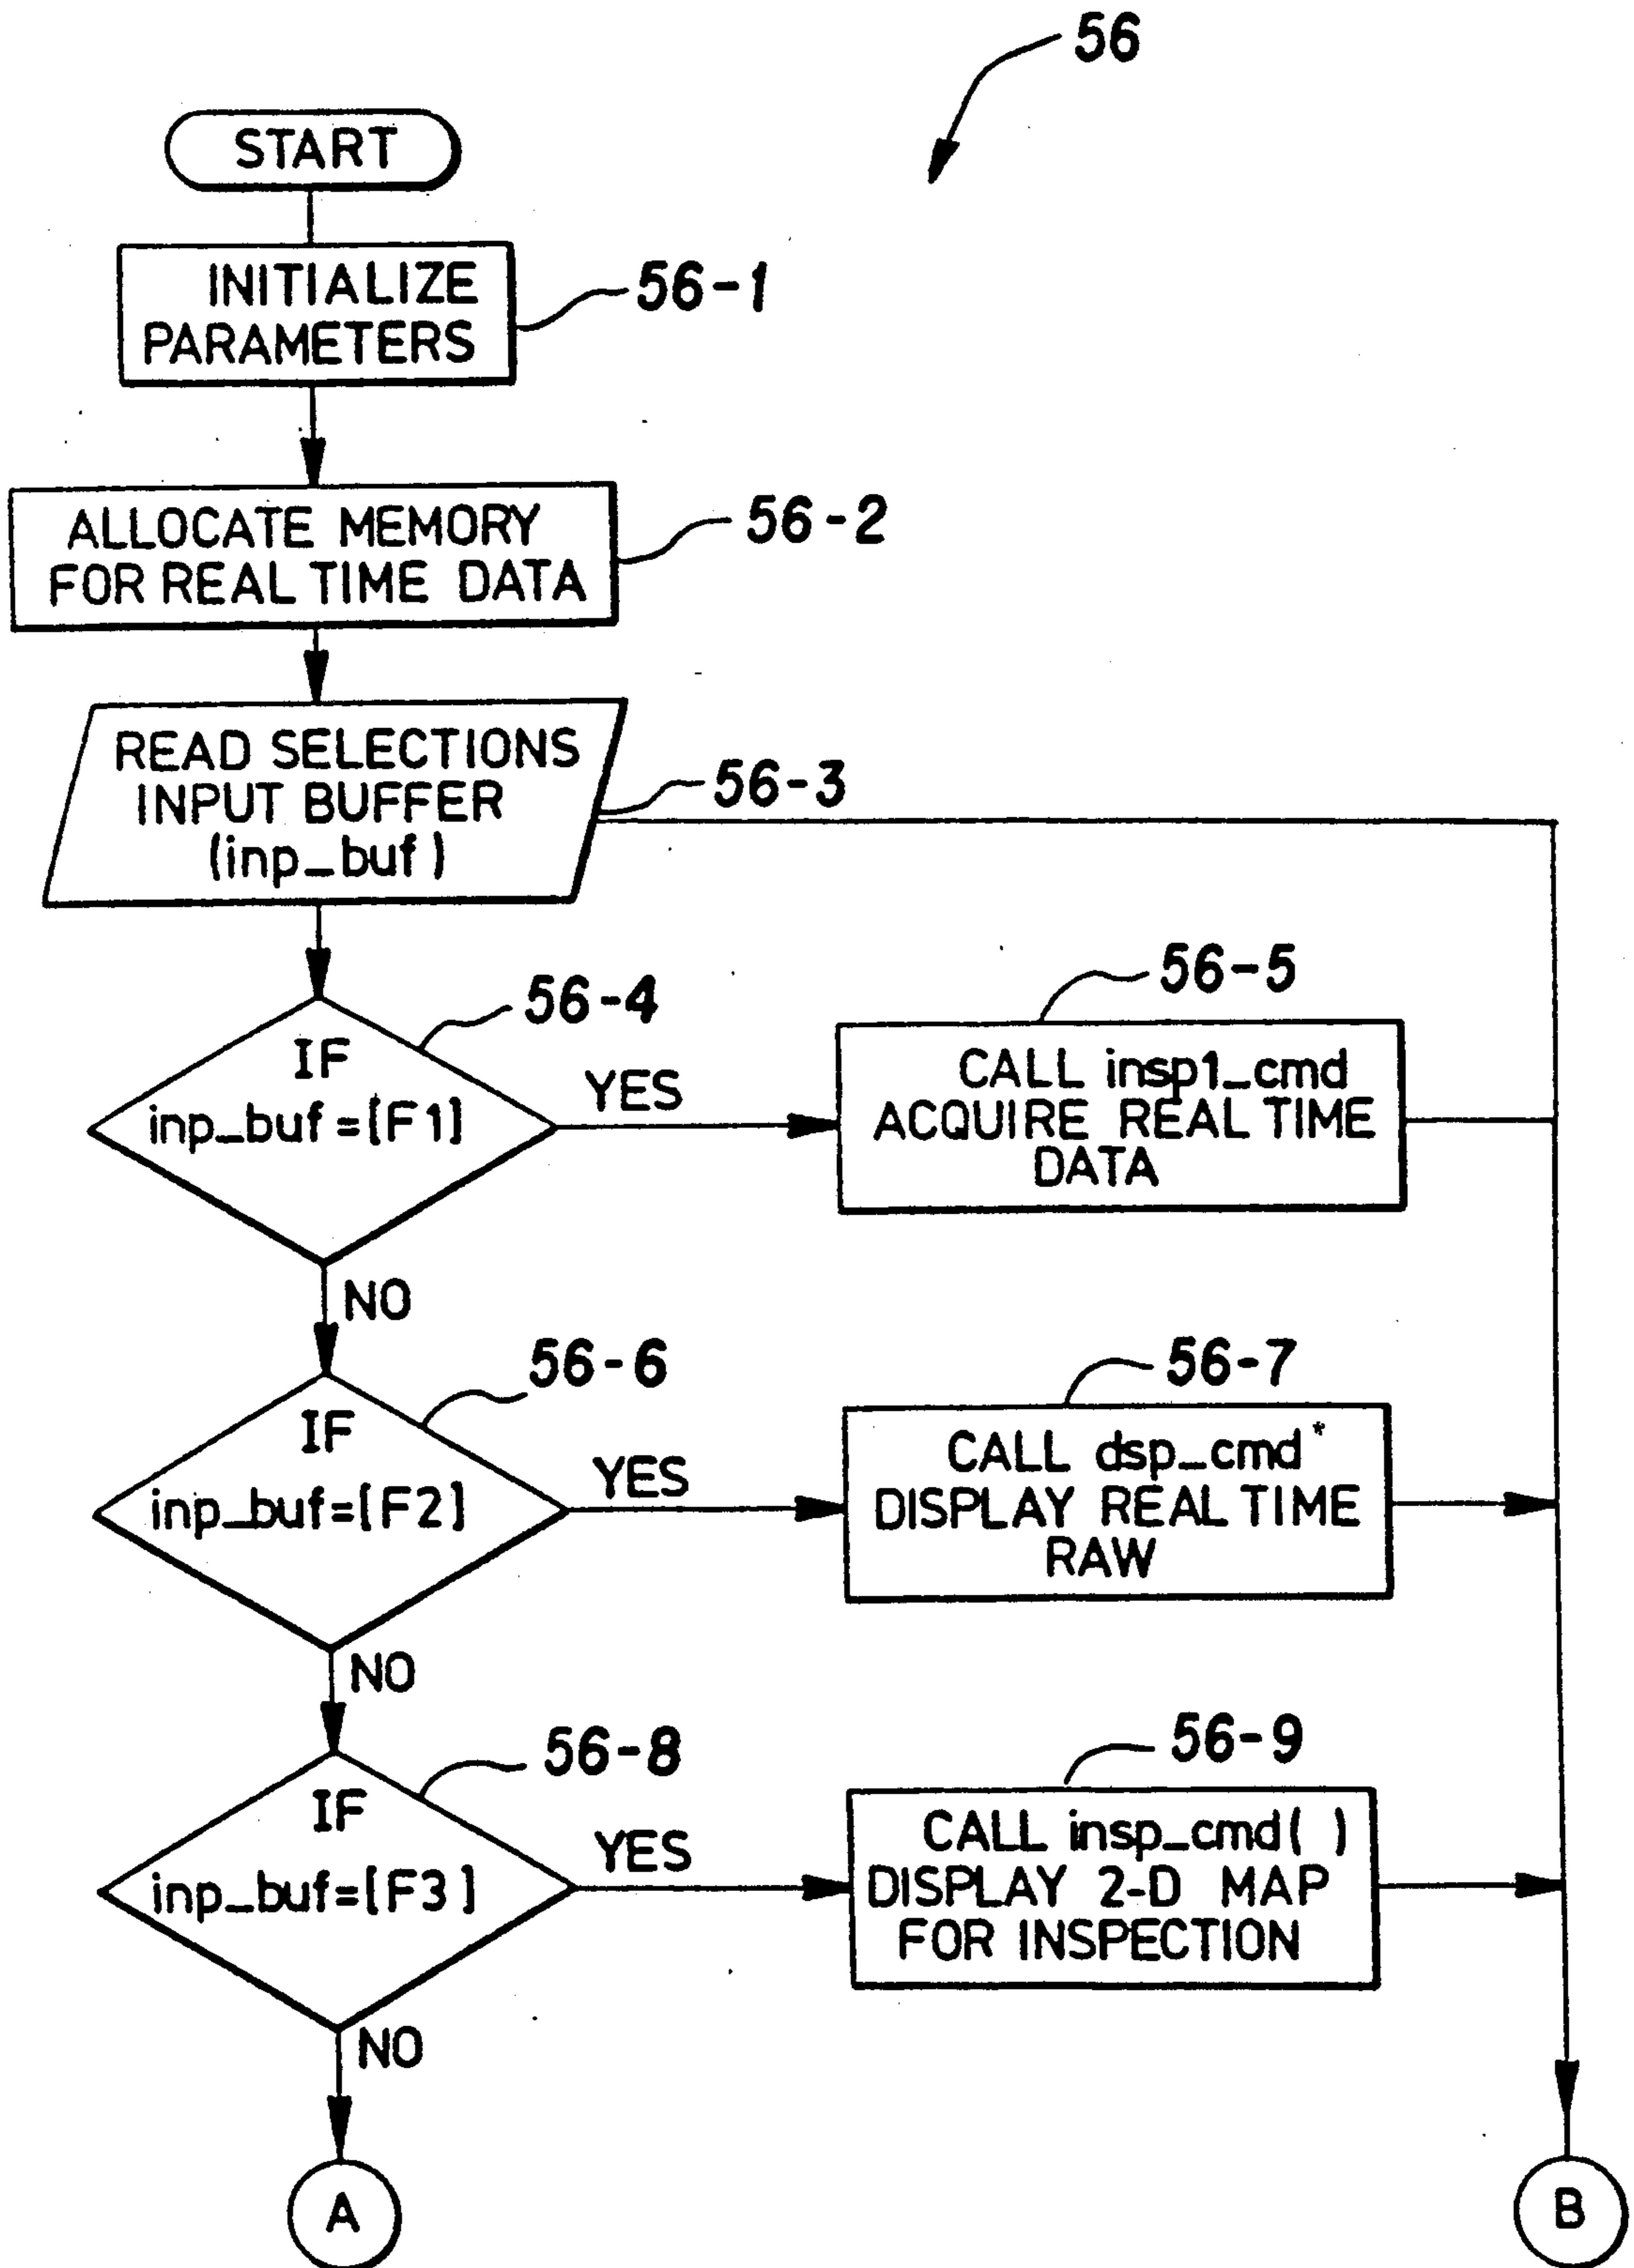 56
START
INITIALIZE
PARAMETERS
56-1
ALLOCATE MEMORY
FOR REAL TIME DATA
56-2
READ SELECTIONS
INPUT BUFFER
(inp_buf)
56-3
IF
inp_buf=[F1]
56-4
YES
CALL insp1_cmd
ACQUIRE REAL TIME
DATA
56-5
NO
IF
inp_buf=[F2]
56-6
YES
CALL dsp_cmd*
DISPLAY REAL TIME
RAW
56-7
NO
IF
inp_buf=[F3]
56-8
YES
CALL insp_cmd( )
DISPLAY 2-D MAP
FOR INSPECTION
56-9
NO
A
B